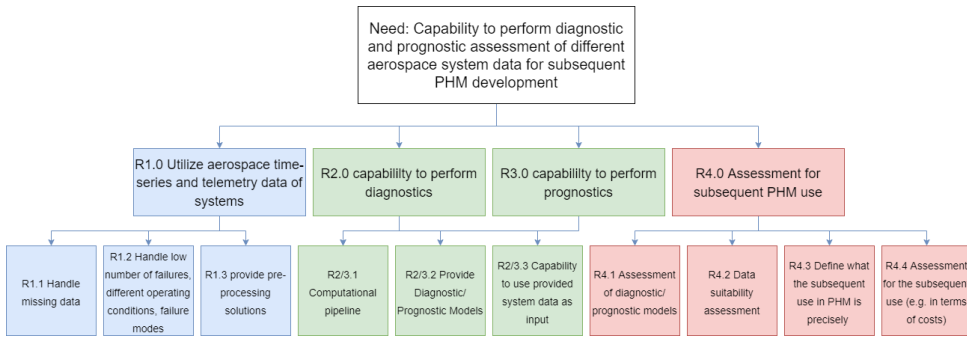 Need: Capability to perform diagnostic
and prognostic assessment of different
aerospace system data for subsequent
PHM development
R1.0 Utilize aerospace time-
series and telemetry data of
systems
R2.0 capabillity to perform
diagnostics
R3.0 capabillity to perform
prognostics
R4.0 Assessment for
subsequent PHM use
R1.1 Handle
missing data
R1.2 Handle low
number of failures,
different operating
conditions, failure
modes
R1.3 provide pre-
processing
solutions
R2/3.1
Computational
pipeline
R2/3.2 Provide
Diagnostic/
Prognostic Models
R2/3.3 Capability
to use provided
system data as
input
R4.1 Assessment
of diagnostic/
prognostic models
R4.2 Data
suitability
assessment
R4.3 Define what
the subsequent
use in PHM is
precisely
R4.4 Assessment
for the subsequent
use (e.g. in terms
of costs)